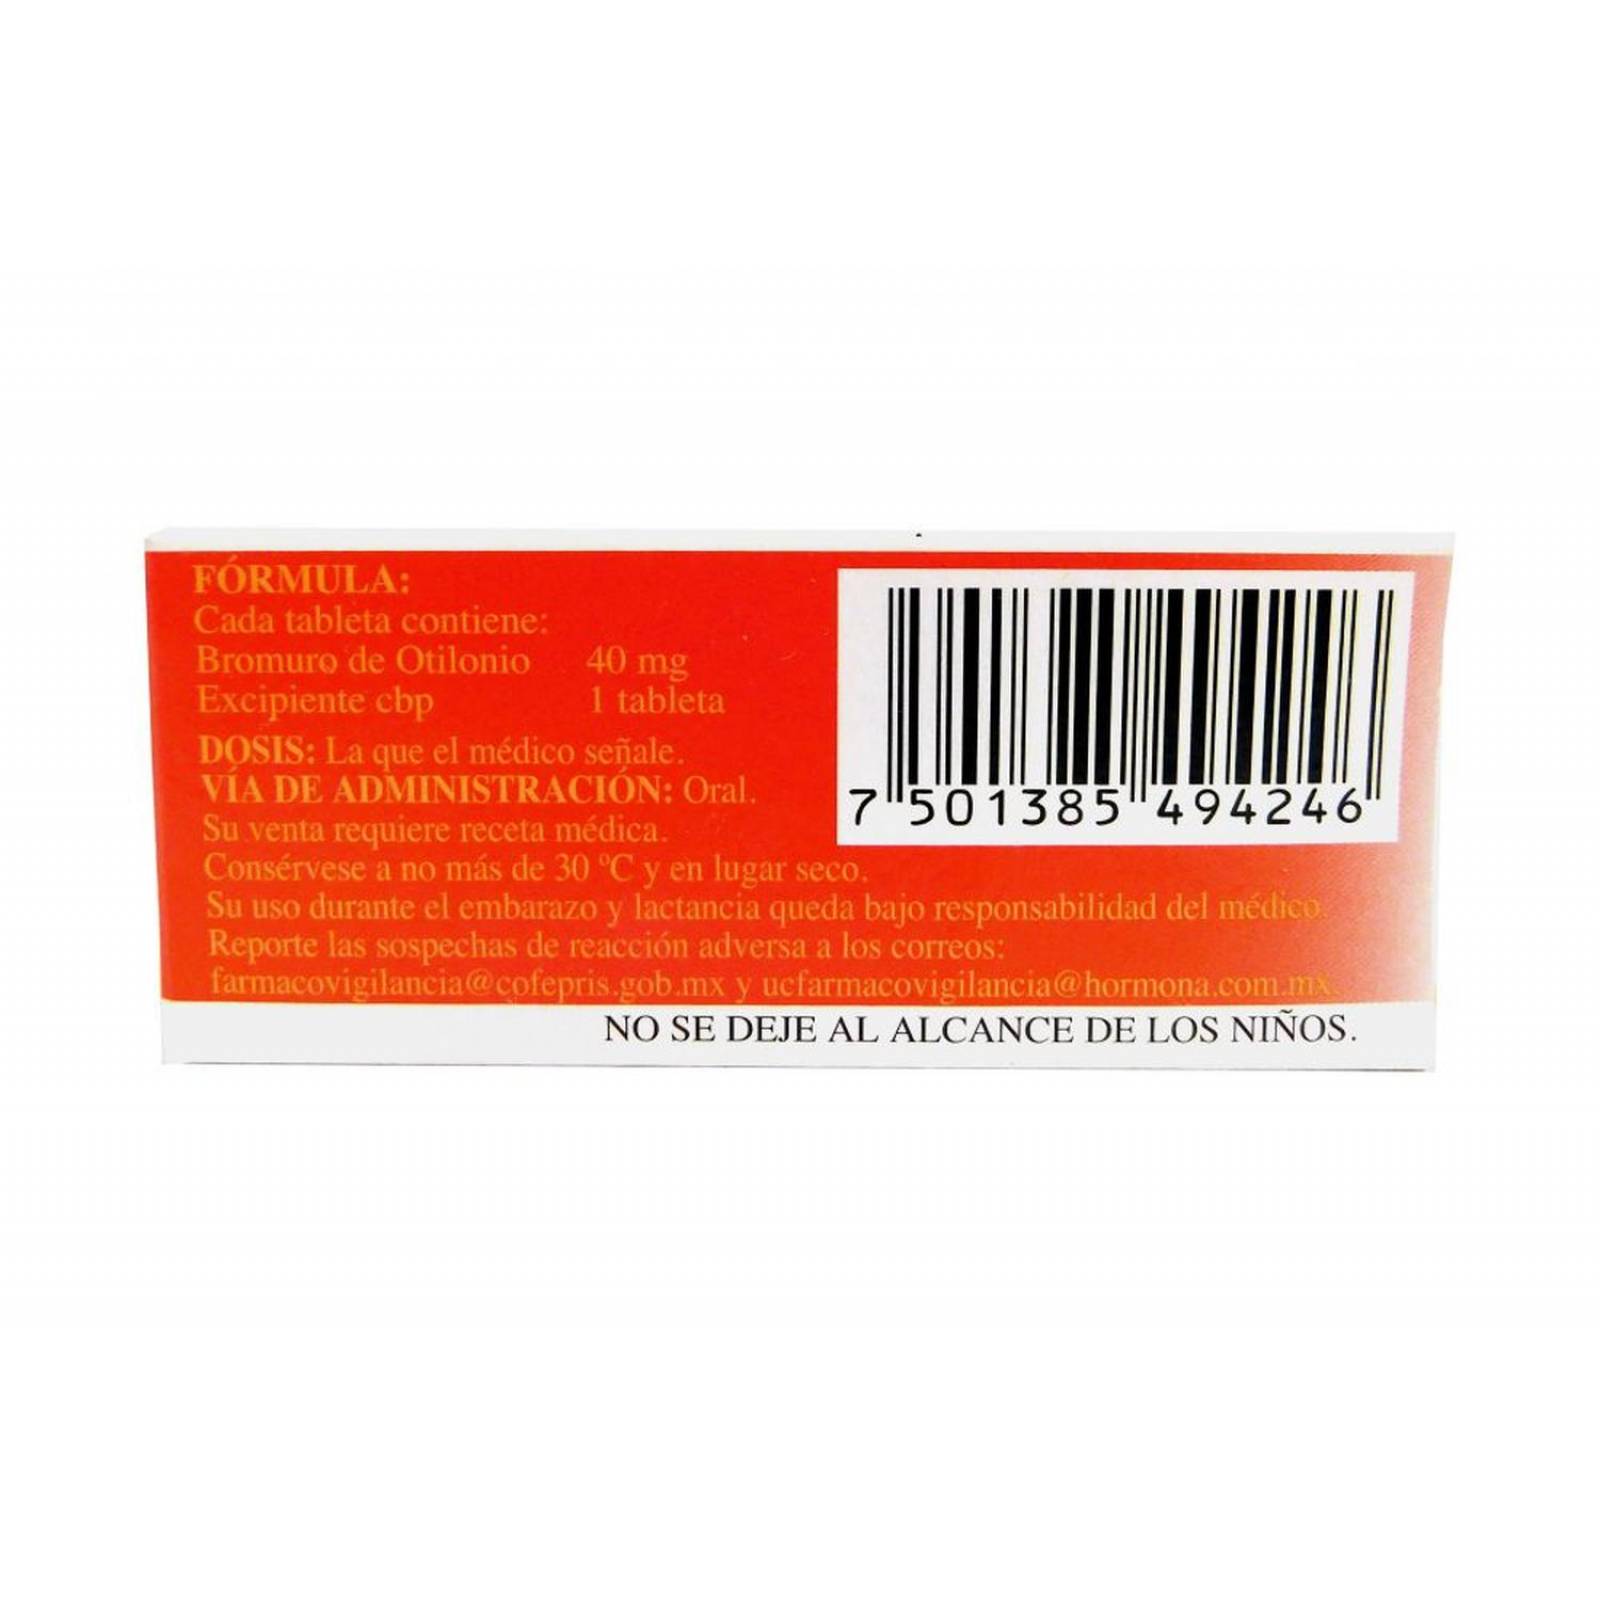 FÓRMULA:
Cada tableta contiene:
Bromuro de Otilonio 40 mg
Excipiente cbp 1 tableta
DOSIS: La que el médico señale.
VÍA DE ADMINISTRACIÓN: Oral.
Su venta requiere receta médica.
Consérvese a no más de 30 ºC y en lugar seco.
Su uso durante el embarazo y lactancia queda bajo responsabilidad del médico.
Reporte las sospechas de reacción adversa a los correos:
farmacovigilancia@cofepris.gob.mx y ucfarmacovigilancia@hormona.com.mx.
7 501385 494246
NO SE DEJE AL ALCANCE DE LOS NIÑOS.